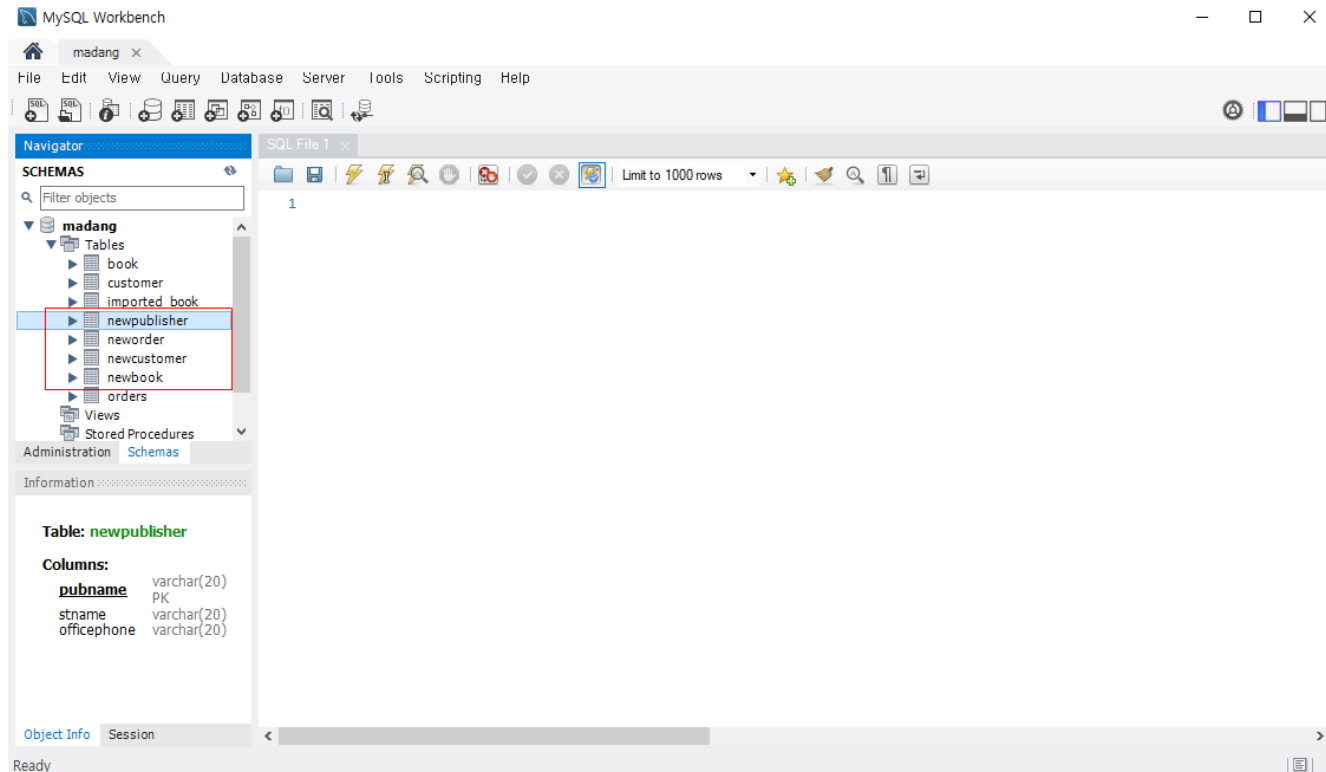 MySQL Workbench
madang
File Edit View Query Database Server Tools Scripting Help
Navigator
SQL File 1
SCHEMAS
Limit to 1000 rows
Filter objects
1
madang
Tables
book
customer
imported_book
newpublisher
neworder
newcustomer
newbook
orders
Views
Stored Procedures
Administration Schemas
Information
Table: newpublisher
Columns:
pubname varchar(20)
PK
stname varchar(20)
officephone varchar(20)
Object Info Session
Ready